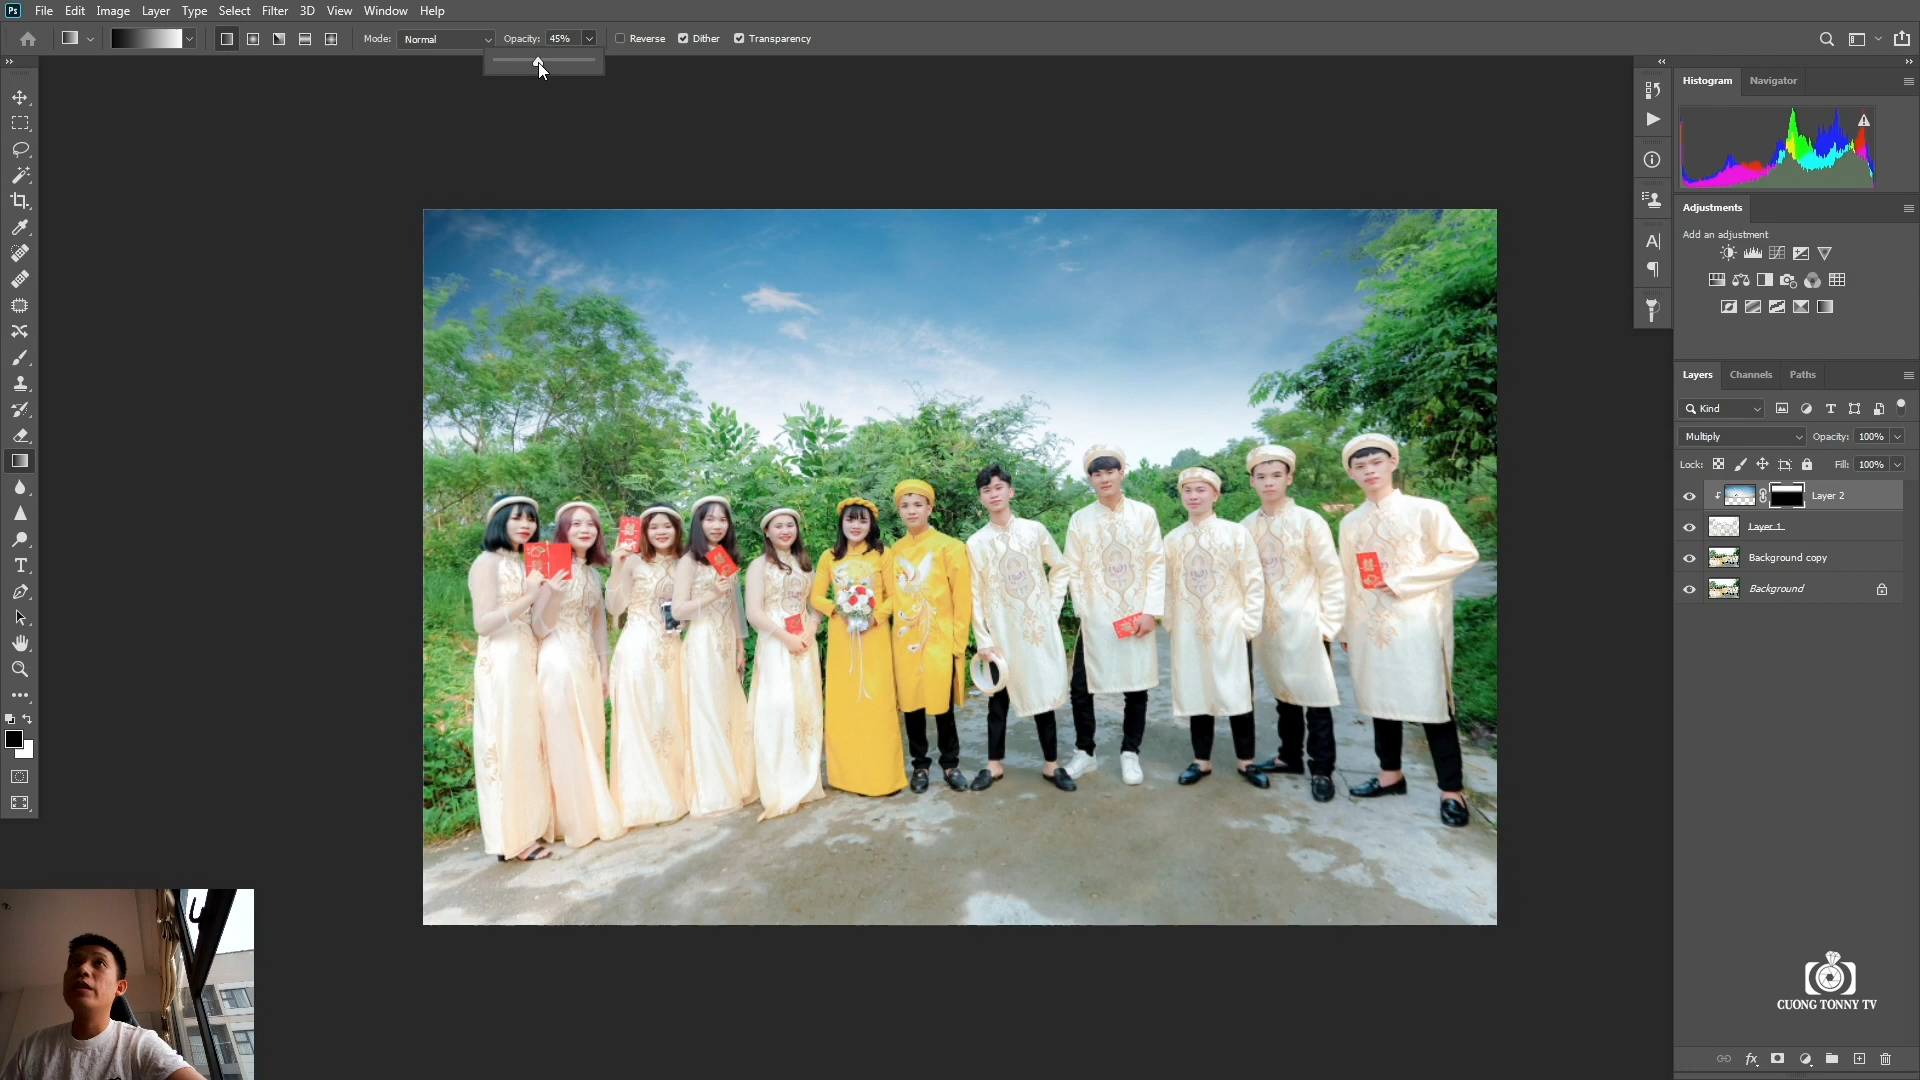 Ps File Edit Image Layer Type Select Filter 3D View Window Help
Mode: Normal Opacity: 45% Reverse Dither Transparency
Histogram Navigator
Adjustments
Add an adjustment
Layers Channels Paths
Kind
Multiply Opacity: 100%
Lock: Fill: 100%
Layer 2
Layer 1
Background copy
Background
CUONG TONNY TV